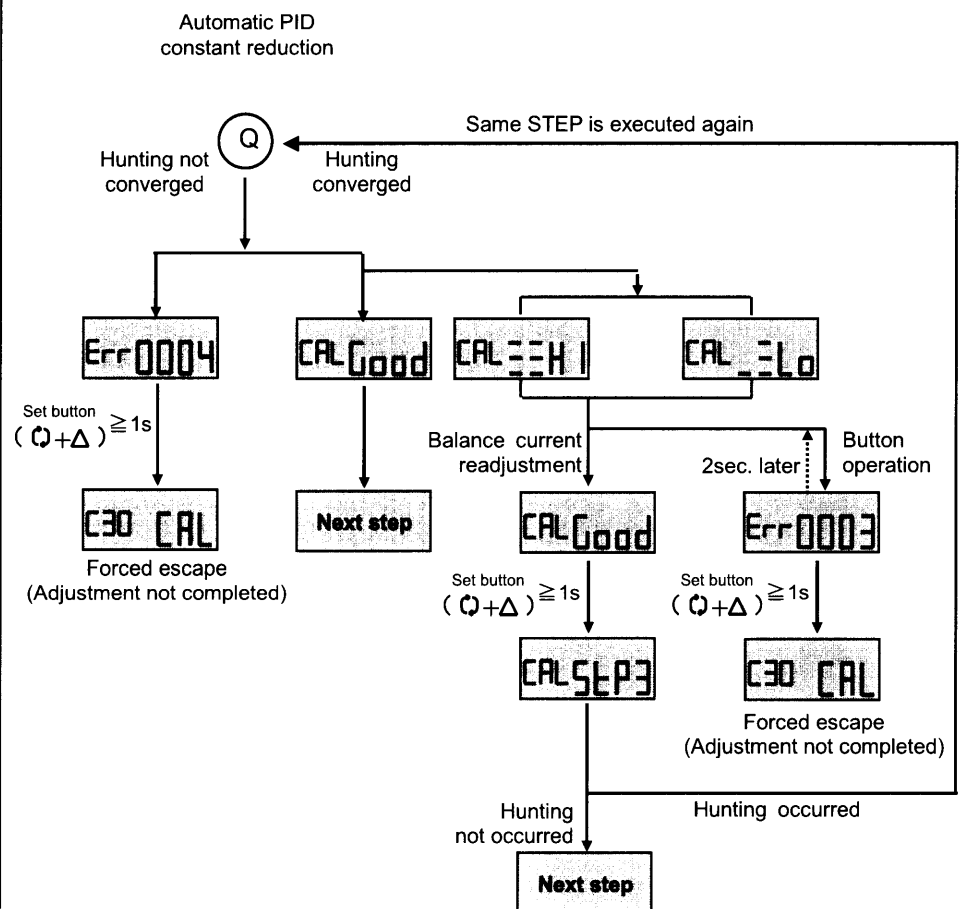 Automatic PID
constant reduction
Q
Same STEP is executed again
Hunting not
converged
Hunting
converged
Err0004
CAL Good
CAL HI
CAL Lo
Set button
( + Δ ) ≧ 1s
Balance current
readjustment
2sec. later
Button
operation
C30 CAL
Next step
CAL Good
Err0003
Forced escape
(Adjustment not completed)
Set button
( + Δ ) ≧ 1s
Set button
( + Δ ) ≧ 1s
CAL StP3
C30 CAL
Forced escape
(Adjustment not completed)
Hunting
not occurred
Hunting occurred
Next step